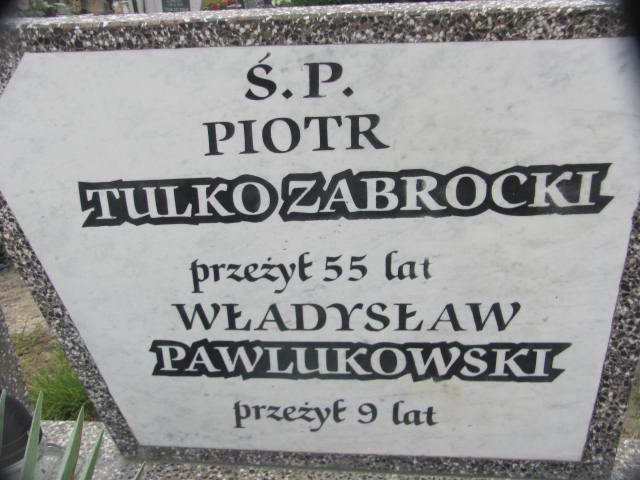 Ś.P.
PIOTR
TULKO ZABROCKI
przeżył 55 lat
WŁADYSŁAW
PAWLUKOWSKI
przeżył 9 lat